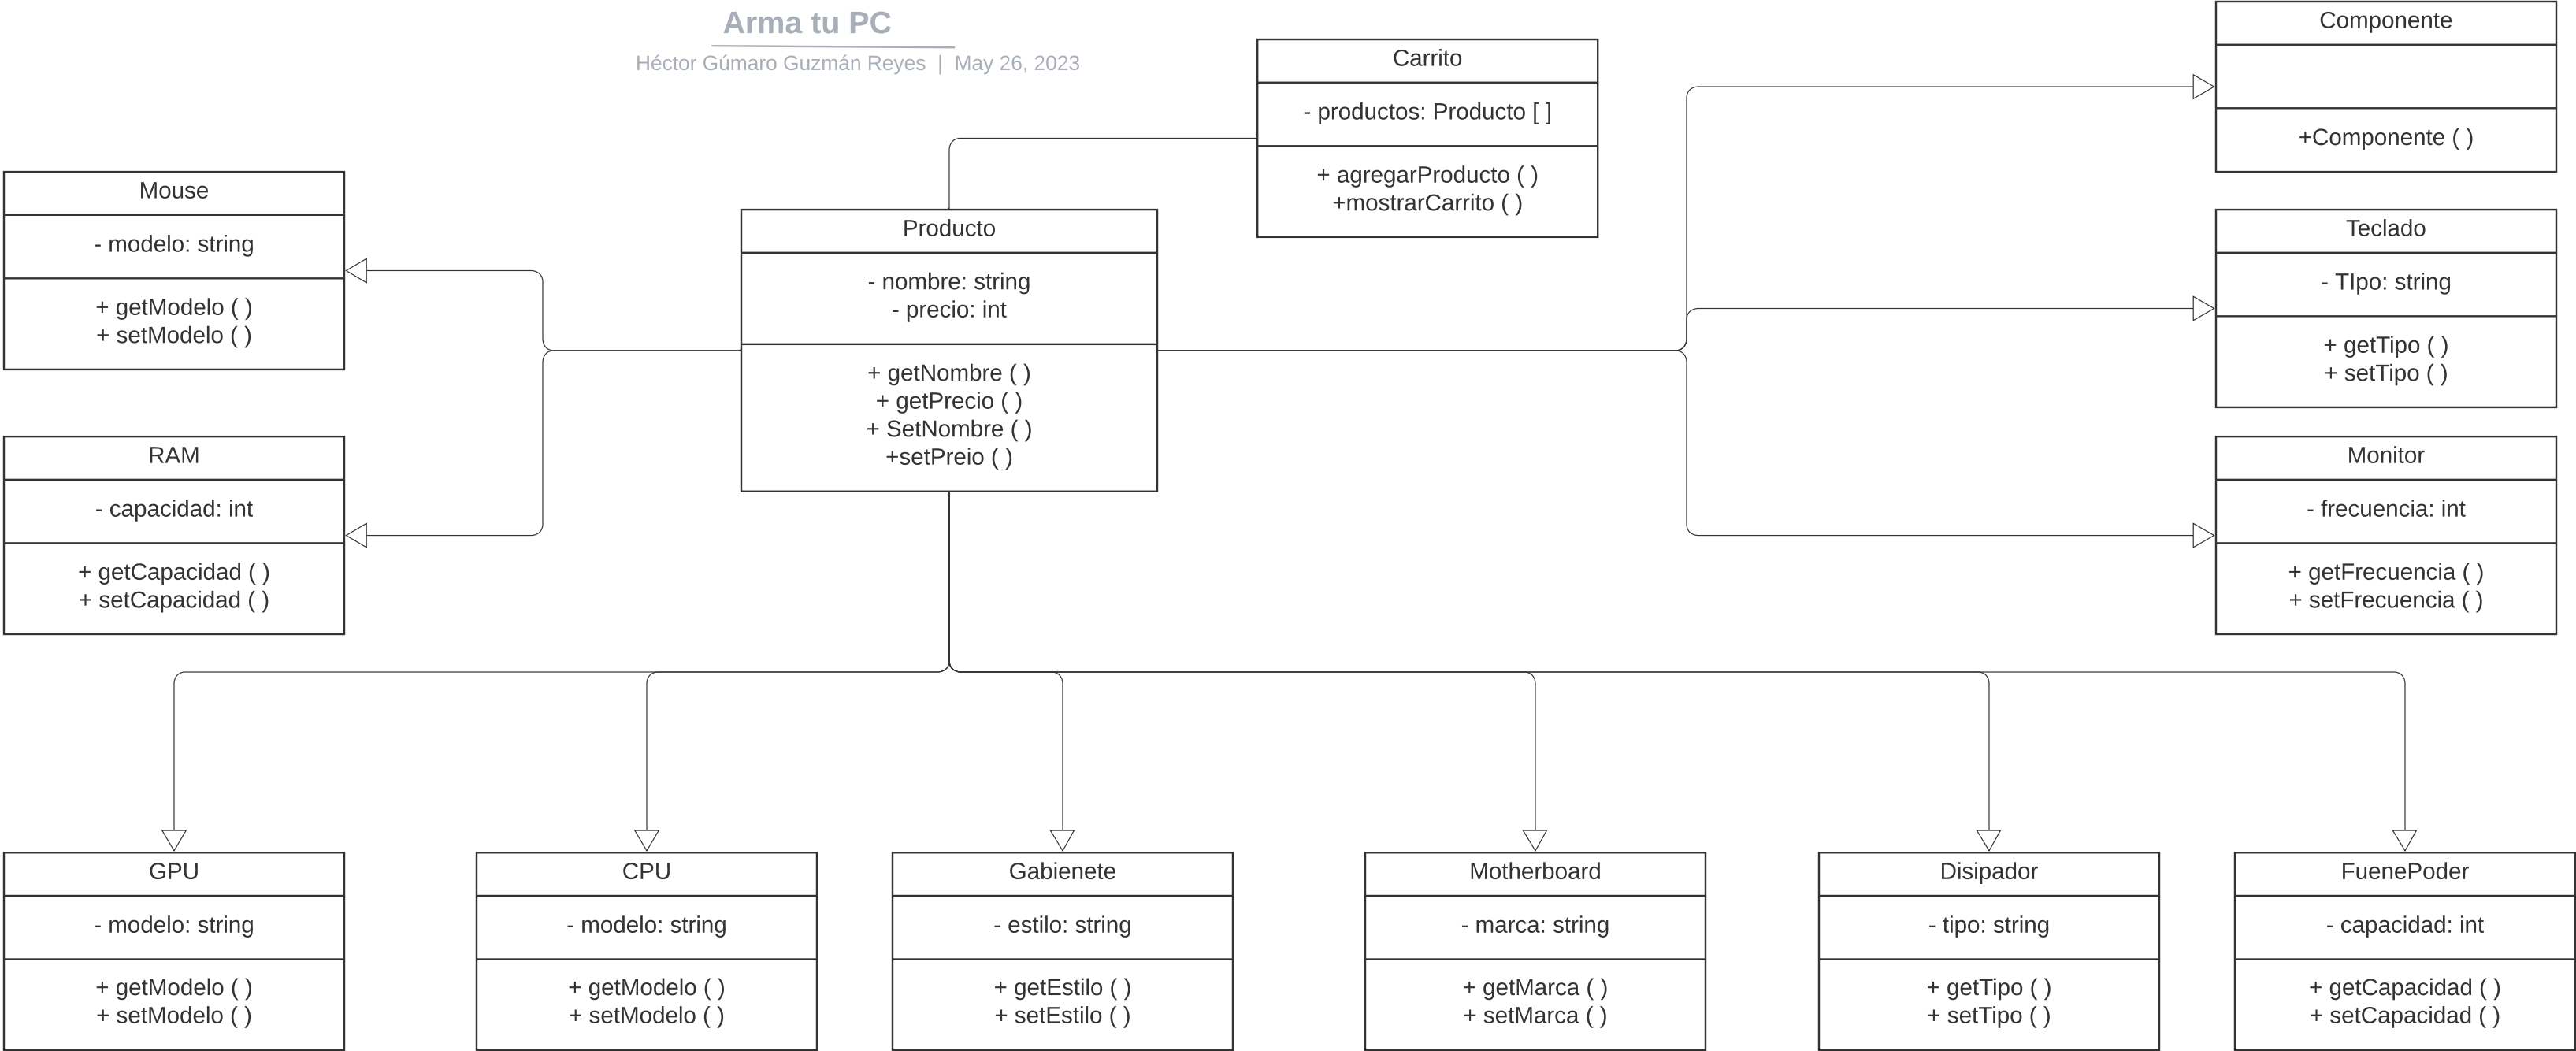 Arma tu PC
Héctor Gúmaro Guzmán Reyes | May 26, 2023
Carrito
- productos: Producto [ ]
+ agregarProducto ( )
+mostrarCarrito ( )
Componente
+Componente ( )
Mouse
- modelo: string
+ getModelo ( )
+ setModelo ( )
Producto
- nombre: string
- precio: int
+ getNombre ( )
+ getPrecio ( )
+ SetNombre ( )
+setPreio ( )
Teclado
- TIpo: string
+ getTipo ( )
+ setTipo ( )
RAM
- capacidad: int
+ getCapacidad ( )
+ setCapacidad ( )
Monitor
- frecuencia: int
+ getFrecuencia ( )
+ setFrecuencia ( )
GPU
- modelo: string
+ getModelo ( )
+ setModelo ( )
CPU
- modelo: string
+ getModelo ( )
+ setModelo ( )
Gabienete
- estilo: string
+ getEstilo ( )
+ setEstilo ( )
Motherboard
- marca: string
+ getMarca ( )
+ setMarca ( )
Disipador
- tipo: string
+ getTipo ( )
+ setTipo ( )
FuenePoder
- capacidad: int
+ getCapacidad ( )
+ setCapacidad ( )